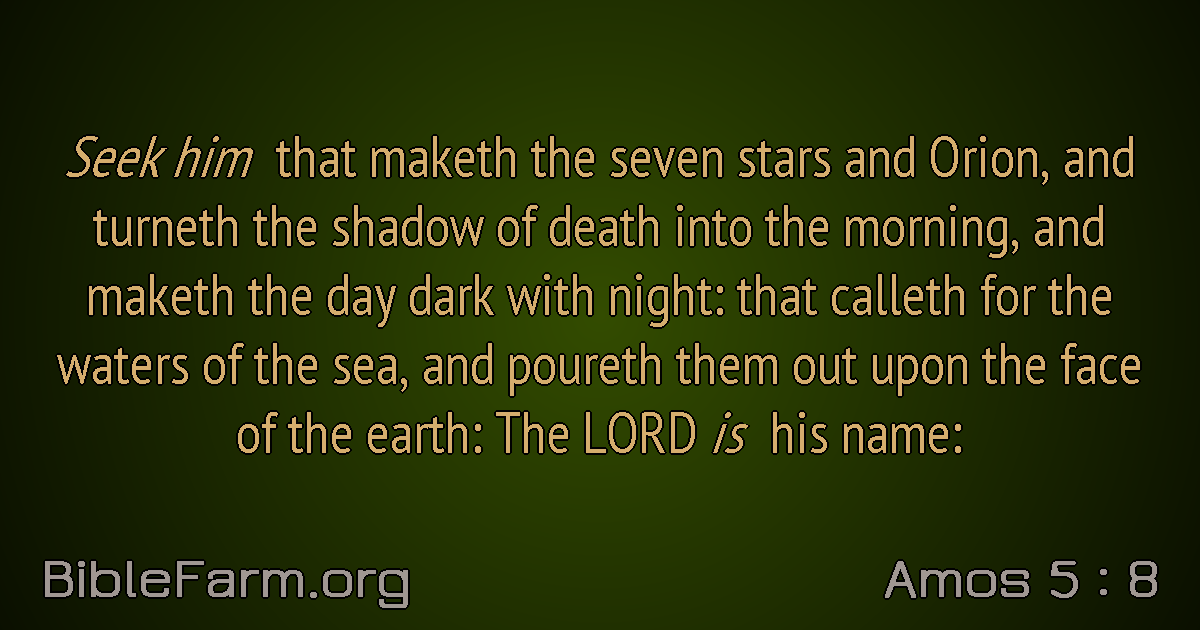 Seek him that maketh the seven stars and Orion, and
turneth the shadow of death into the morning, and
maketh the day dark with night: that calleth for the
waters of the sea, and poureth them out upon the face
of the earth: The LORD is his name:
BibleFarm.org
Amos 5 : 8